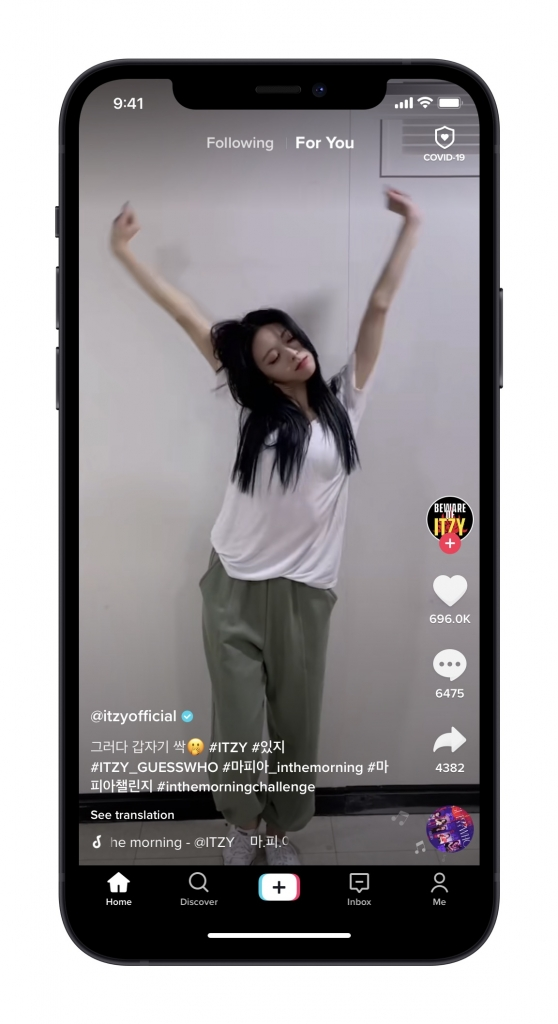 9:41
Following
For You
COVID-19
BEWARE
OF
ITZY
696.0K
6475
4382
@itzyofficial
그러다 갑자기 싹🤫 #ITZY #있지
#ITZY_GUESSWHO #마피아_inthemorning #마
피아챌린지 #inthemorningchallenge
See translation
he morning - @ITZY 마.피.
Home
Discover
Inbox
Me